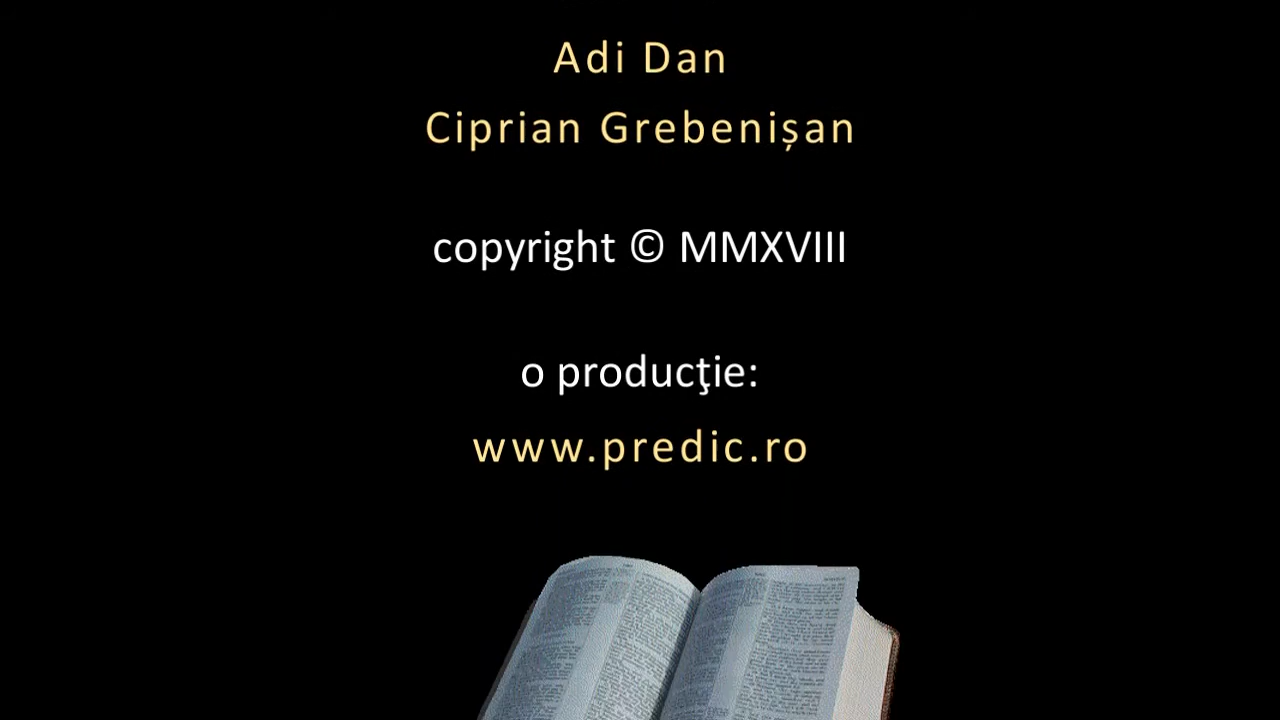 Adi Dan
Ciprian Grebenișan
copyright © MMXVIII
o producţie:
www.predic.ro